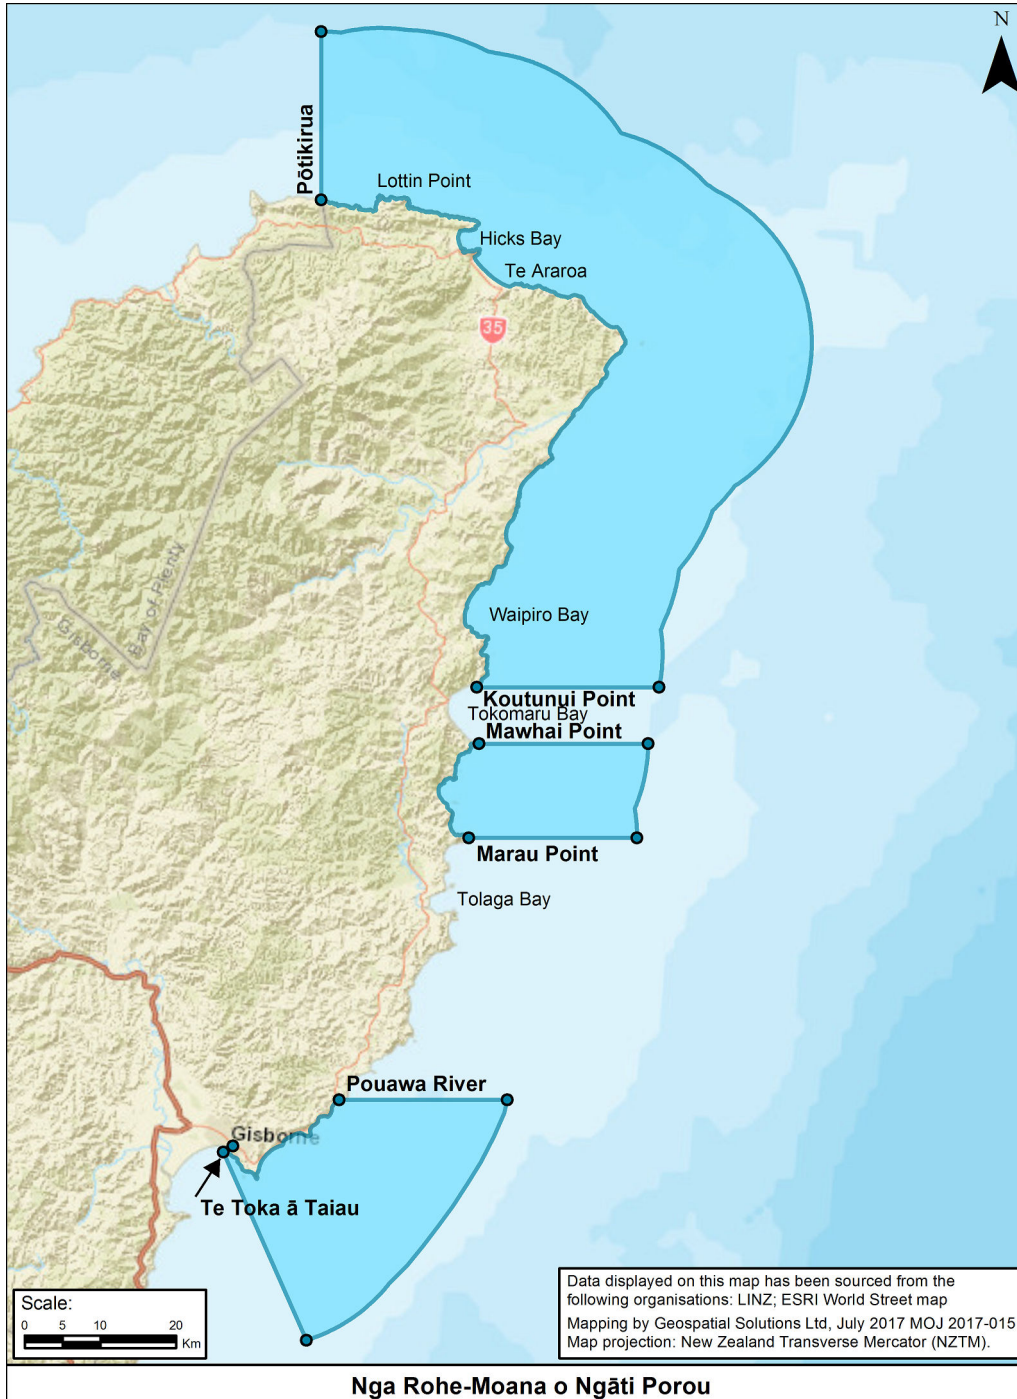 N
Pōtikirua
Lottin Point
Hicks Bay
Te Araroa
35
Bay of Plenty
Gisborne
Waipiro Bay
Koutunui Point
Tokomaru Bay
Mawhai Point
Marau Point
Tolaga Bay
Pouawa River
Gisborne
Te Toka ā Taiau
Scale:
0 5 10 20
Km
Data displayed on this map has been sourced from the
following organisations: LINZ; ESRI World Street map
Mapping by Geospatial Solutions Ltd, July 2017 MOJ 2017-015
Map projection: New Zealand Transverse Mercator (NZTM).
Nga Rohe-Moana o Ngāti Porou